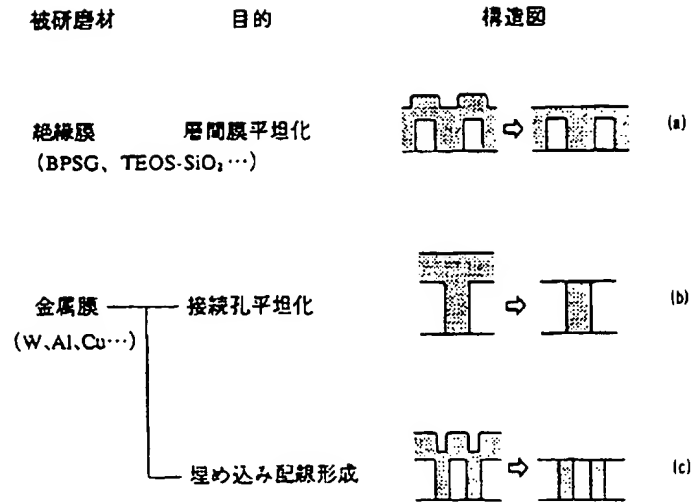 被研磨材 目的 構造図
絶縁膜 層間膜平坦化 (a)
(BPSG、TEOS-SiO₂…)
金属膜 接続孔平坦化 (b)
(W、Al、Cu…)
埋め込み配線形成 (c)